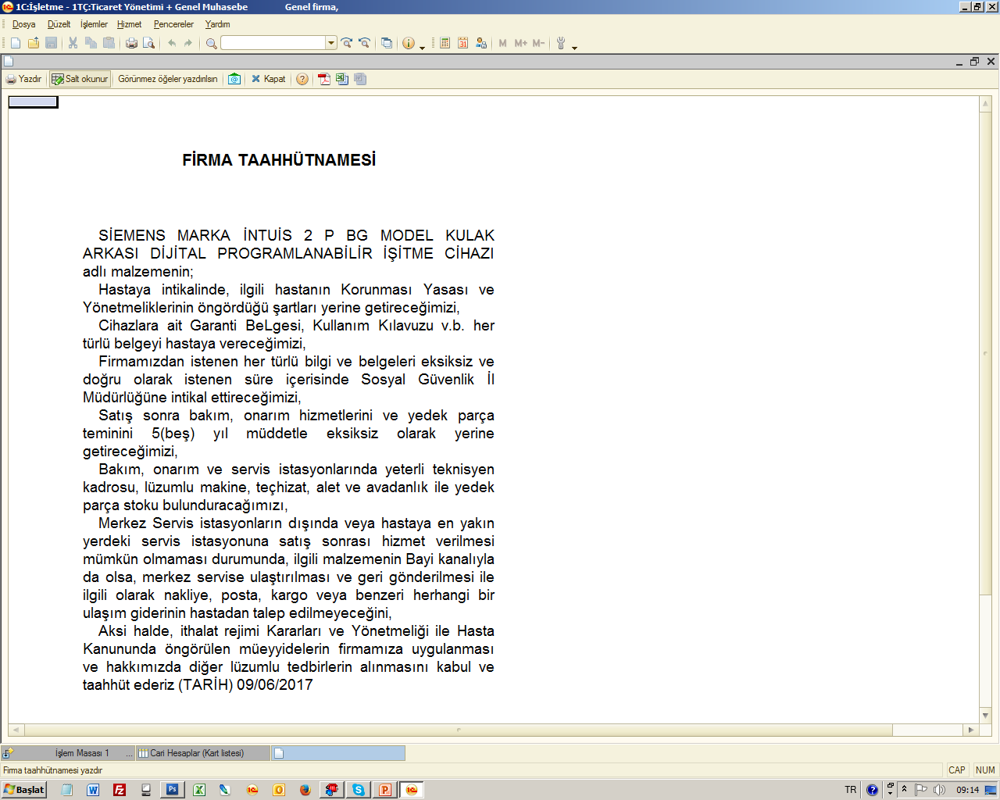 1C:İşletme - 1TÇ:Ticaret Yönetimi + Genel Muhasebe Genel firma,
Dosya Düzelt İşlemler Hizmet Pencereler Yardım
M M+ M-
Yazdır Salt okunur Görünmez öğeler yazdırılsın Kapat
FİRMA TAAHHÜTNAMESİ
SİEMENS MARKA İNTUİS 2 P BG MODEL KULAK
ARKASI DİJİTAL PROGRAMLANABİLİR İŞİTME CİHAZI
adlı malzemenin;
Hastaya intikalinde, ilgili hastanın Korunması Yasası ve
Yönetmeliklerinin öngördüğü şartları yerine getireceğimizi,
Cihazlara ait Garanti BeLgesi, Kullanım Kılavuzu v.b. her
türlü belgeyi hastaya vereceğimizi,
Firmamızdan istenen her türlü bilgi ve belgeleri eksiksiz ve
doğru olarak istenen süre içerisinde Sosyal Güvenlik İl
Müdürlüğüne intikal ettireceğimizi,
Satış sonra bakım, onarım hizmetlerini ve yedek parça
teminini 5(beş) yıl müddetle eksiksiz olarak yerine
getireceğimizi,
Bakım, onarım ve servis istasyonlarında yeterli teknisyen
kadrosu, lüzumlu makine, teçhizat, alet ve avadanlık ile yedek
parça stoku bulunduracağımızı,
Merkez Servis istasyonların dışında veya hastaya en yakın
yerdeki servis istasyonuna satış sonrası hizmet verilmesi
mümkün olmaması durumunda, ilgili malzemenin Bayi kanalıyla
da olsa, merkez servise ulaştırılması ve geri gönderilmesi ile
ilgili olarak nakliye, posta, kargo veya benzeri herhangi bir
ulaşım giderinin hastadan talep edilmeyeceğini,
Aksi halde, ithalat rejimi Kararları ve Yönetmeliği ile Hasta
Kanununda öngörülen müeyyidelerin firmamıza uygulanması
ve hakkımızda diğer lüzumlu tedbirlerin alınmasını kabul ve
taahhüt ederiz (TARİH) 09/06/2017
İşlem Masası 1 ... Cari Hesaplar (Kart listesi)
Firma taahhütnamesi yazdır CAP NUM
Başlat TR 09:14